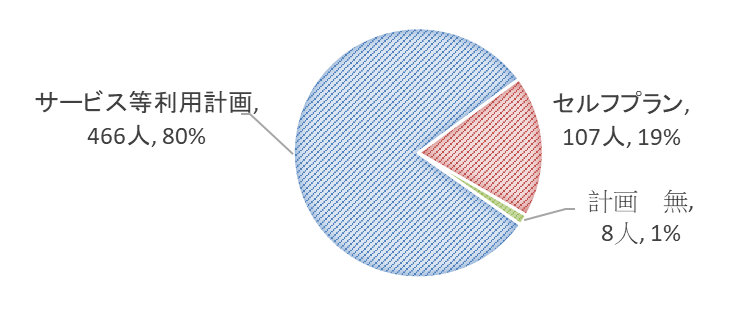 サービス等利用計画,
466人, 80%
セルフプラン,
107人, 19%
計画　無,
8人, 1%